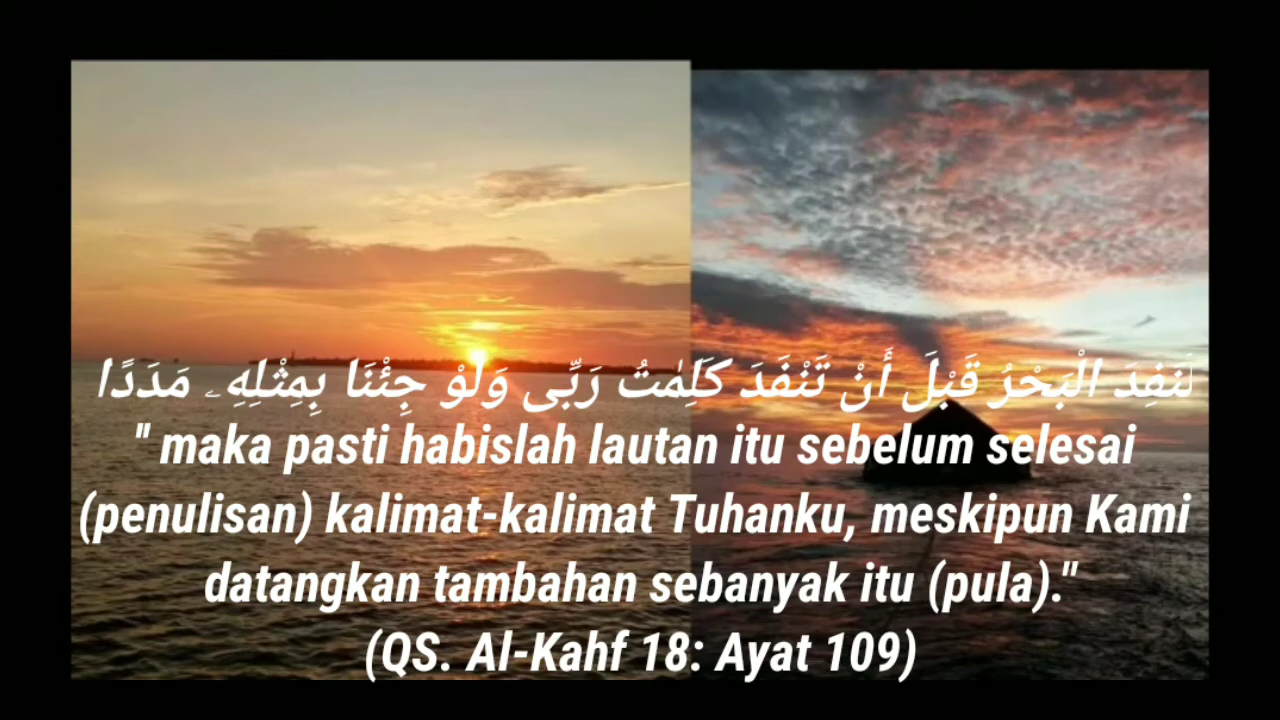 لَنَفِدَ الْبَحْرُ قَبْلَ أَنْ تَنْفَدَ كَلِمٰتُ رَبِّى وَلَوْ جِئْنَا بِمِثْلِهِۦ مَدَدًا
" maka pasti habislah lautan itu sebelum selesai
(penulisan) kalimat-kalimat Tuhanku, meskipun Kami
datangkan tambahan sebanyak itu (pula)."
(QS. Al-Kahf 18: Ayat 109)